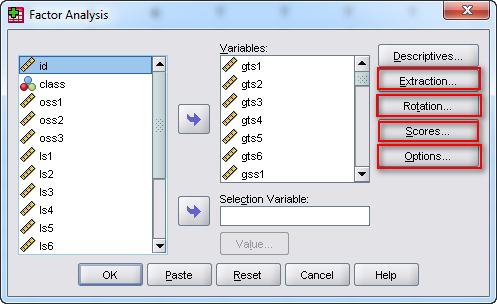 Factor Analysis
id
class
oss1
oss2
oss3
ls1
ls2
ls3
ls4
ls5
ls6
Variables:
gts1
gts2
gts3
gts4
gts5
gts6
gss1
Selection Variable:
Value...
Descriptives...
Extraction...
Rotation...
Scores...
Options...
OK
Paste
Reset
Cancel
Help